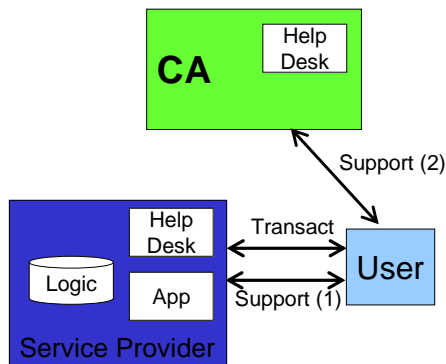 Help
Desk
CA
Support (2)
Help
Desk
Transact
Logic
App
User
Support (1)
Service Provider